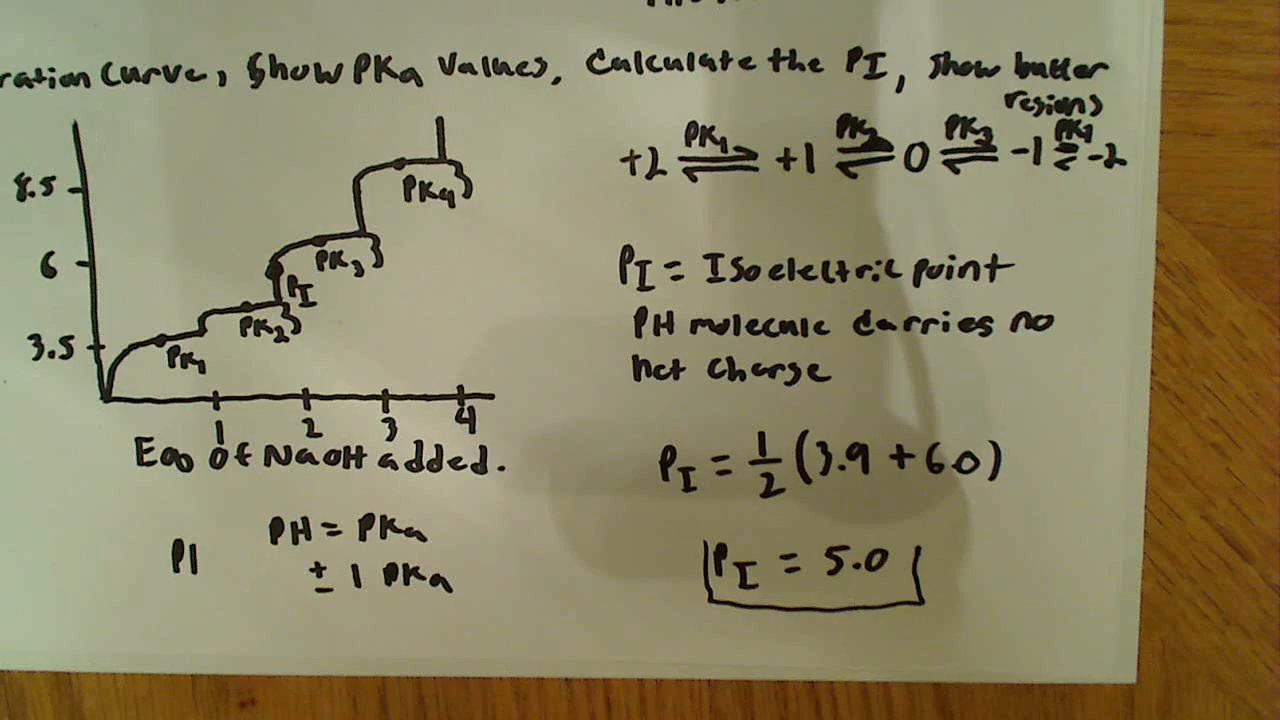 ration Curve, Show PKa Values, Calculate the PI, Show buffer
regions
+2 PK1 ⇌ +1 PK2 ⇌ 0 PK3 ⇌ -1 PK4 ⇌ -2
8.5
6
3.5
PK4
PK3
PI
PK2
PK1
1 2 3 4
Eqo of NaOH added.
PI = Isoelectric point
PH molecule carries no
net charge
PI = 1/2 (3.9 + 6.0)
PI = 5.0
PH = PKa
± 1 PKa
PI